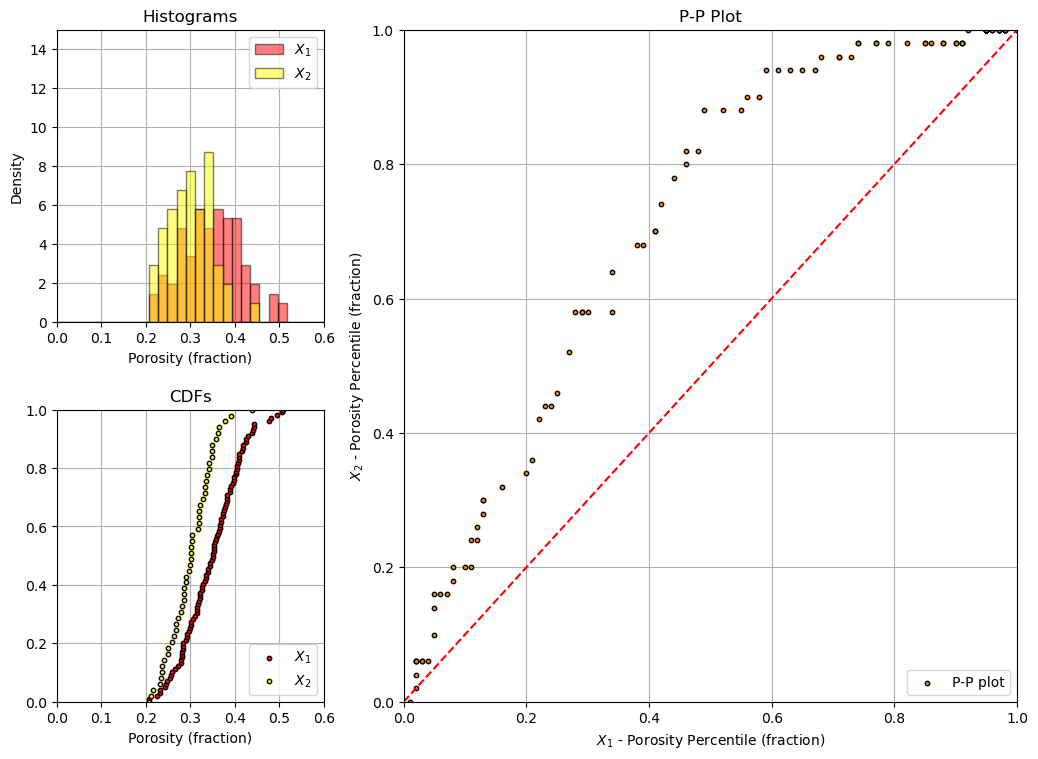 Histograms
14
12
10
8
6
4
2
0
Density
X1
X2
0.0 0.1 0.2 0.3 0.4 0.5 0.6
Porosity (fraction)
CDFs
1.0
0.8
0.6
0.4
0.2
0.0
X1
X2
0.0 0.1 0.2 0.3 0.4 0.5 0.6
Porosity (fraction)
P-P Plot
1.0
0.8
0.6
0.4
0.2
0.0
X2 - Porosity Percentile (fraction)
P-P plot
0.0 0.2 0.4 0.6 0.8 1.0
X1 - Porosity Percentile (fraction)